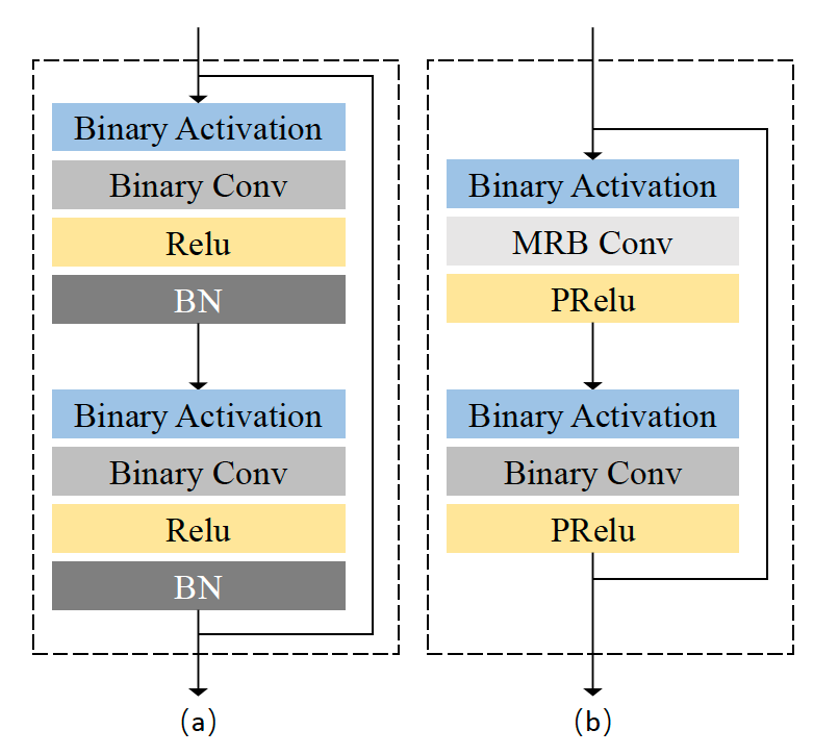 Binary Activation
Binary Conv
Relu
BN
Binary Activation
Binary Conv
Relu
BN
(a)
Binary Activation
MRB Conv
PRelu
Binary Activation
Binary Conv
PRelu
(b)